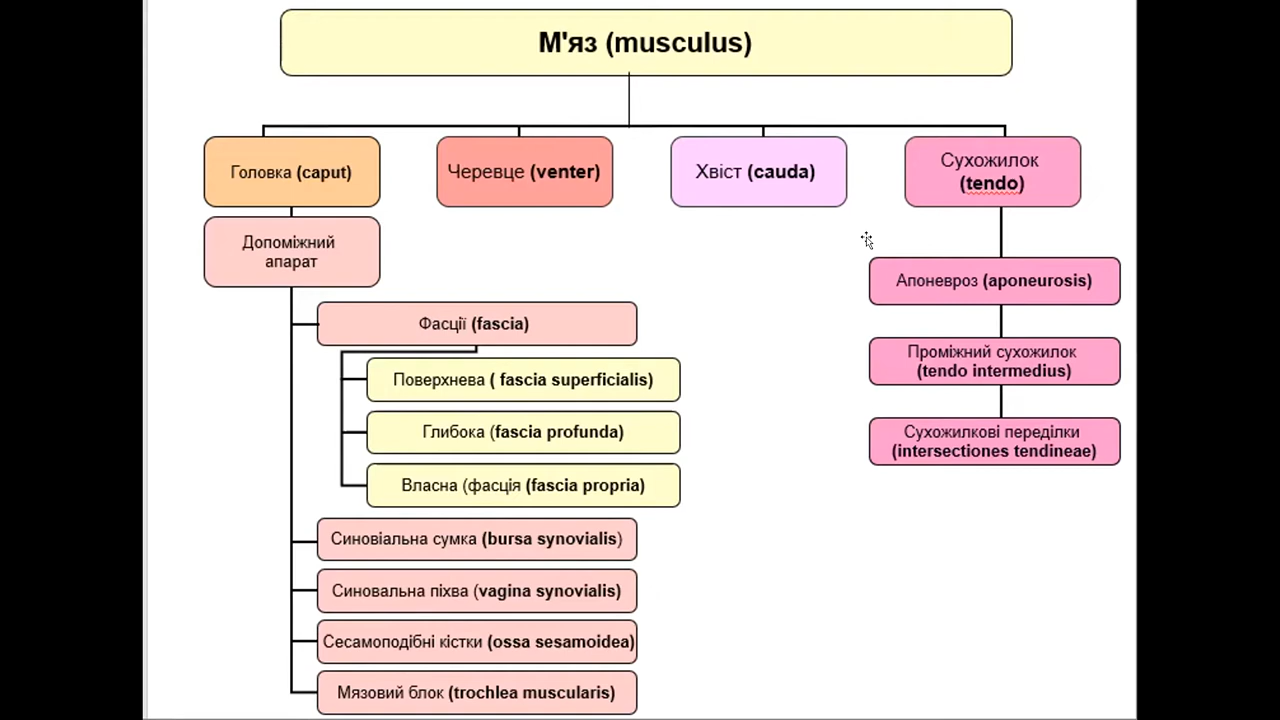 М'яз (musculus)
Головка (caput)
Черевце (venter)
Хвіст (cauda)
Сухожилок
(tendo)
Допоміжний
апарат
Фасції (fascia)
Поверхнева ( fascia superficialis)
Глибока (fascia profunda)
Власна (фасція (fascia propria)
Синовіальна сумка (bursa synovialis)
Синовальна піхва (vagina synovialis)
Сесамоподібні кістки (ossa sesamoidea)
Мязовий блок (trochlea muscularis)
Апоневроз (aponeurosis)
Проміжний сухожилок
(tendo intermedius)
Сухожилкові переділки
(intersectiones tendineae)